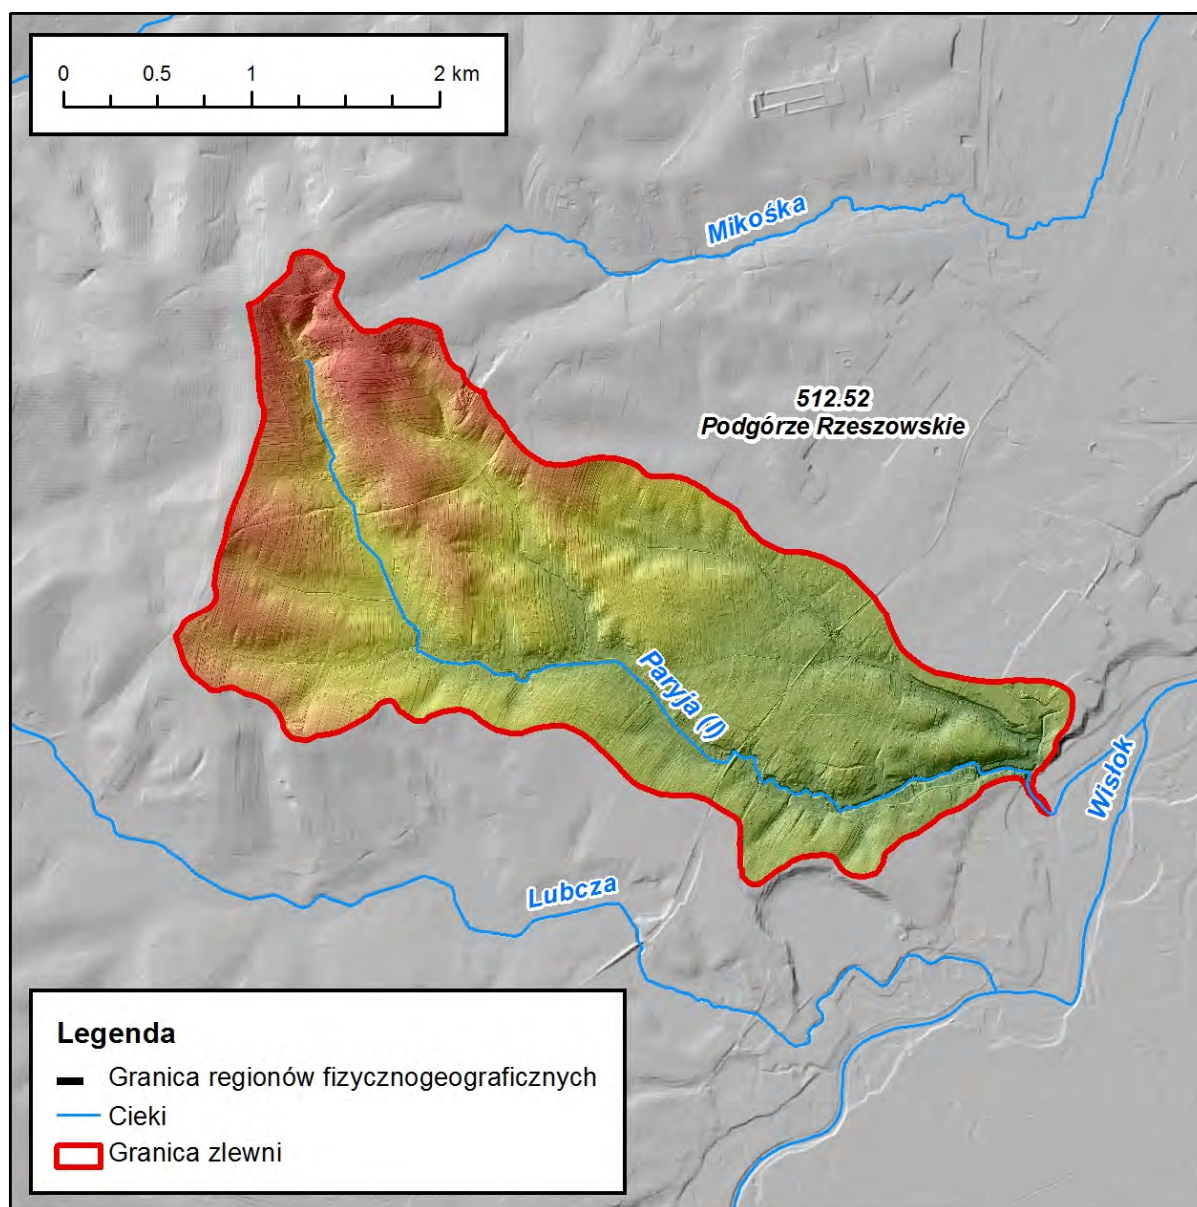 0 0.5 1 2 km
Mikośka
512.52
Podgórze Rzeszowskie
Paryja (I)
Wisłok
Lubcza
Legenda
Granica regionów fizycznogeograficznych
Cieki
Granica zlewni